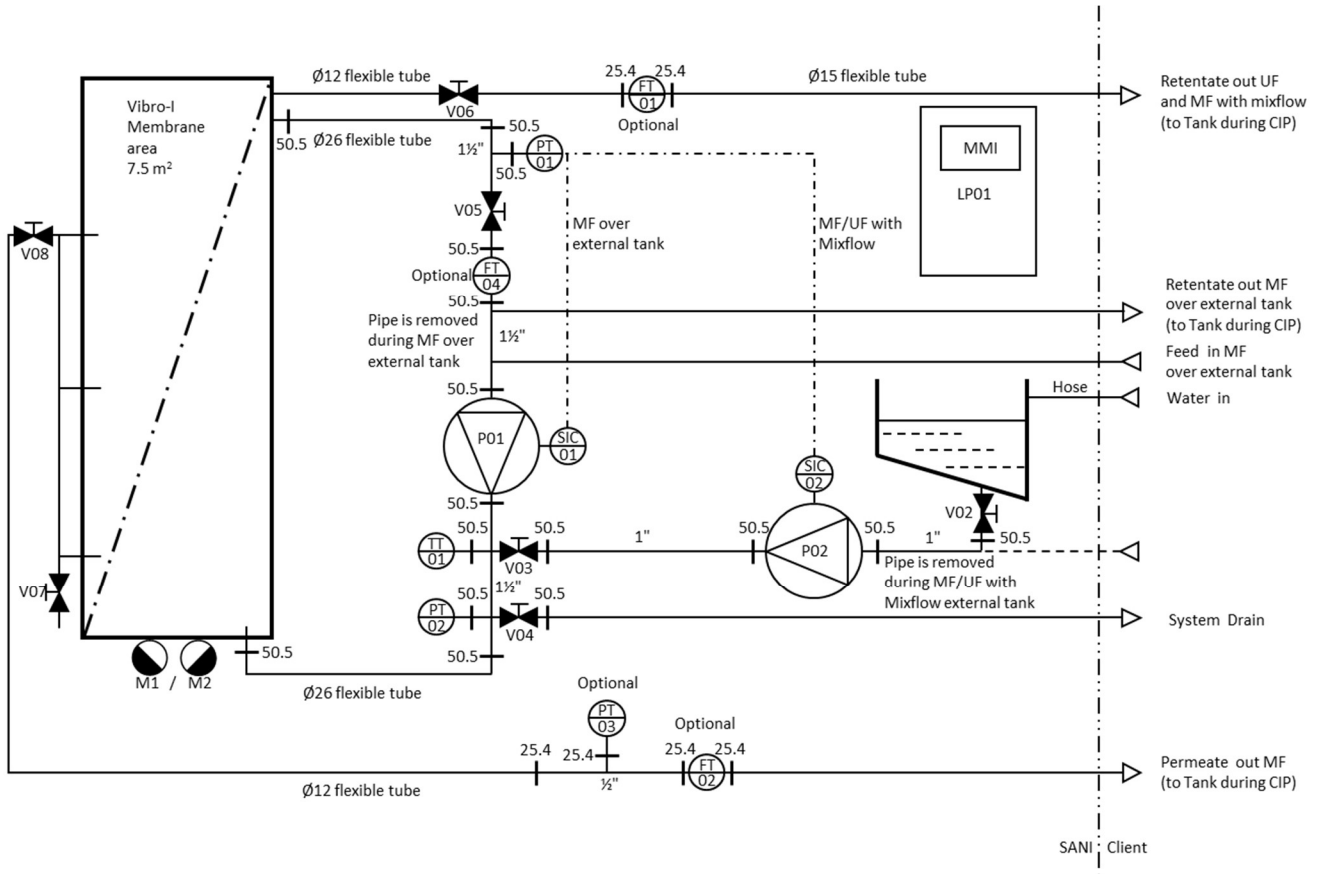 Ø12 flexible tube
V06
25.4
25.4
FT
01
Optional
Ø15 flexible tube
Retentate out UF
and MF with mixflow
(to Tank during CIP)
Vibro-I
Membrane
area
7.5 m²
50.5
Ø26 flexible tube
50.5
1½"
50.5
PT
01
MMI
LP01
V05
MF over
external tank
MF/UF with
Mixflow
V08
50.5
Optional
FT
04
50.5
Retentate out MF
over external tank
(to Tank during CIP)
Pipe is removed
during MF over
external tank
1½"
Feed in MF
over external tank
50.5
Hose
Water in
P01
SIC
01
SIC
02
50.5
V02
50.5
50.5
50.5
TT
01
V03
1"
50.5
P02
50.5
1"
Pipe is removed
during MF/UF with
Mixflow external tank
V07
1½"
50.5
50.5
PT
02
V04
System Drain
50.5
50.5
M1 / M2
Ø26 flexible tube
Optional
PT
03
Optional
25.4
25.4
25.4
25.4
FT
02
½"
Ø12 flexible tube
Permeate out MF
(to Tank during CIP)
SANI
Client